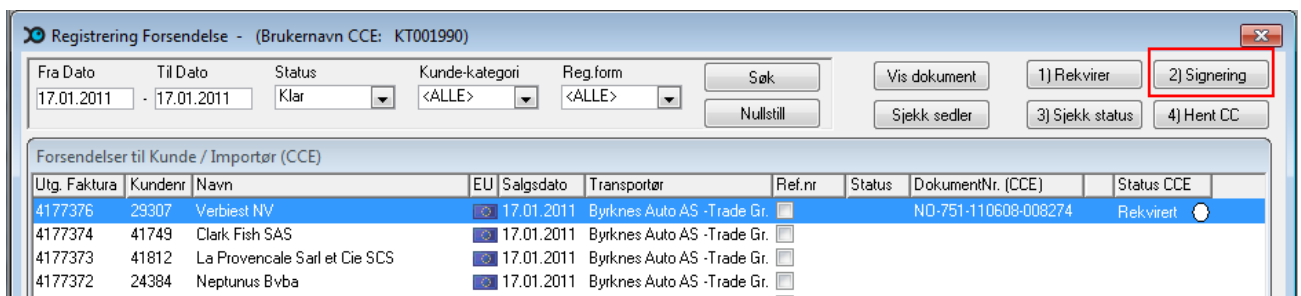 Registrering Forsendelse - (Brukernavn CCE: KT001990)
Fra Dato Til Dato Status Kunde-kategori Reg.form
17.01.2011 - 17.01.2011 Klar <ALLE> <ALLE>
Søk Vis dokument 1) Rekvirer 2) Signering
Nullstill Sjekk sedler 3) Sjekk status 4) Hent CC
Forsendelser til Kunde / Importør (CCE)
Utg. Faktura Kundenr Navn EU Salgsdato Transportør Ref.nr Status DokumentNr. (CCE) Status CCE
4177376 29307 Verbiest NV 17.01.2011 Byrknes Auto AS -Trade Gr. NO-751-110608-008274 Rekvirert
4177374 41749 Clark Fish SAS 17.01.2011 Byrknes Auto AS -Trade Gr.
4177373 41812 La Provencale Sarl et Cie SCS 17.01.2011 Byrknes Auto AS -Trade Gr.
4177372 24384 Neptunus Bvba 17.01.2011 Byrknes Auto AS -Trade Gr.